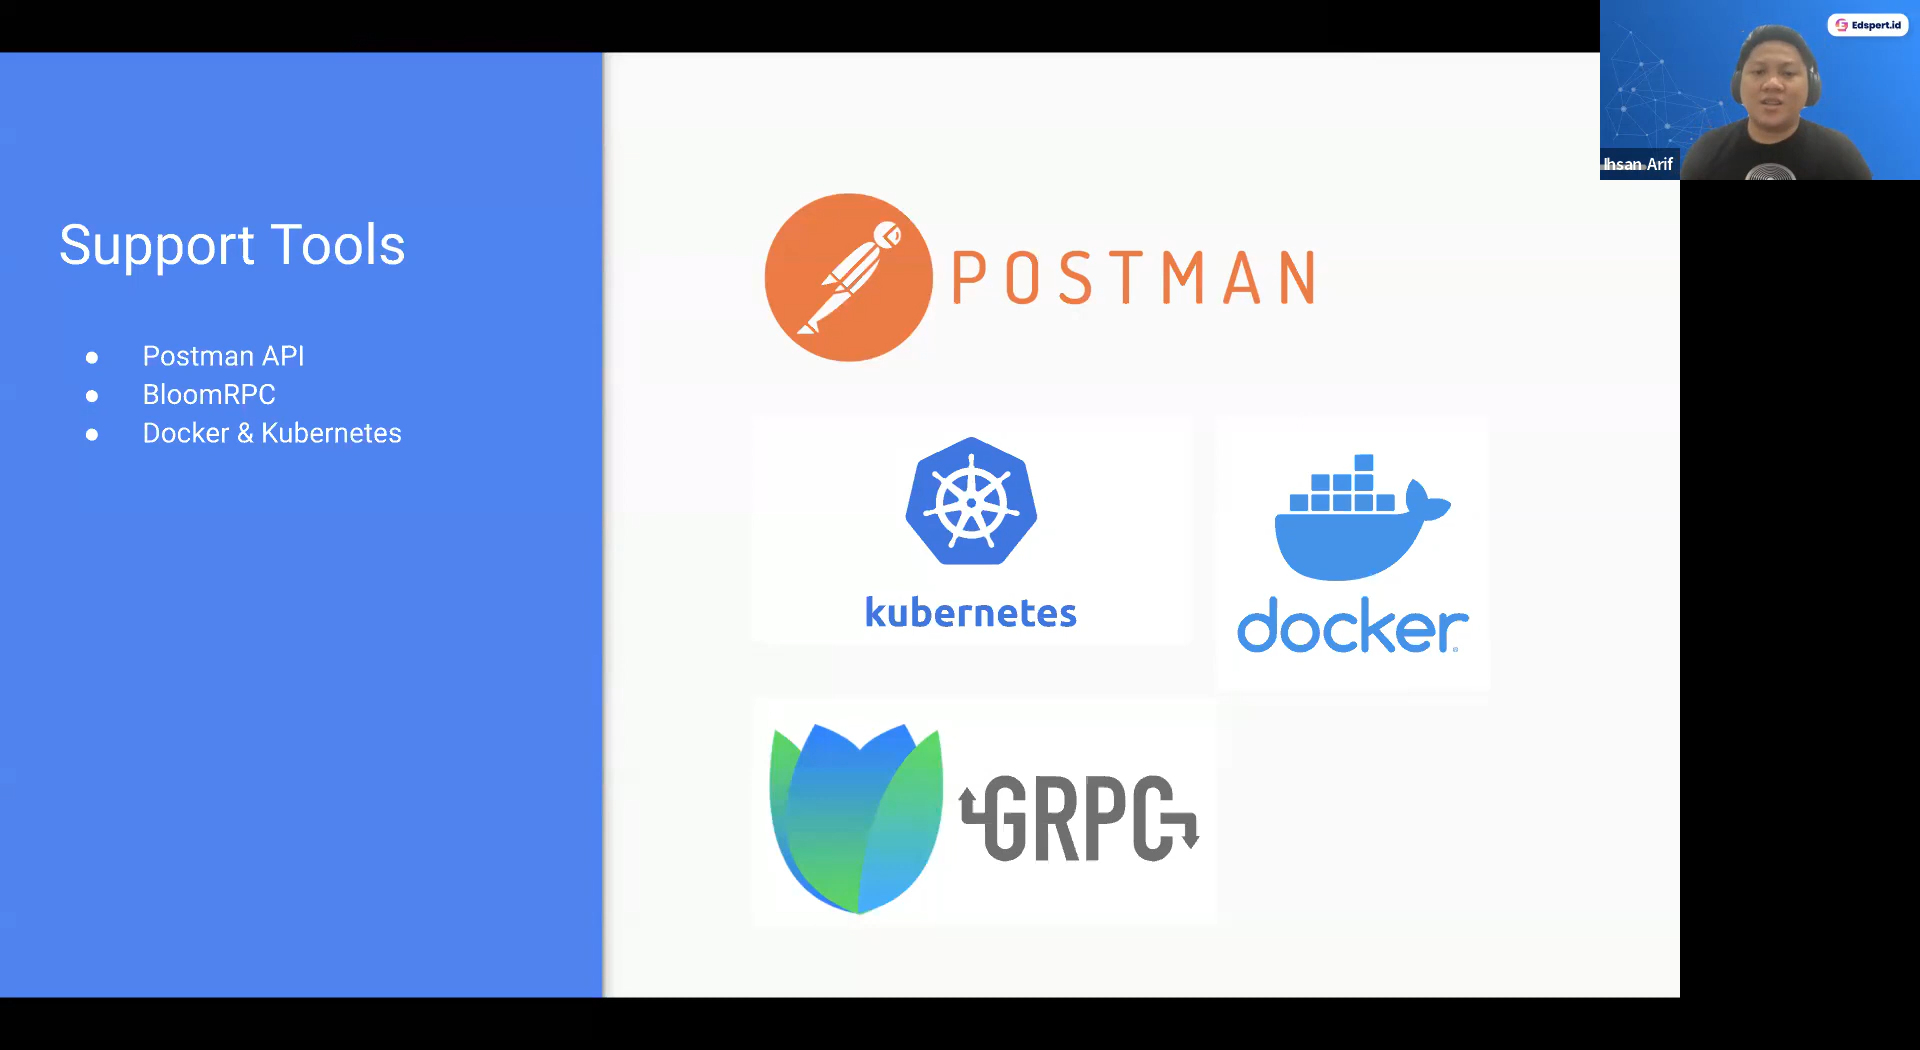 Support Tools
● Postman API
● BloomRPC
● Docker & Kubernetes
POSTMAN
kubernetes
docker
GRPC
Edspert.id
Ihsan Arif